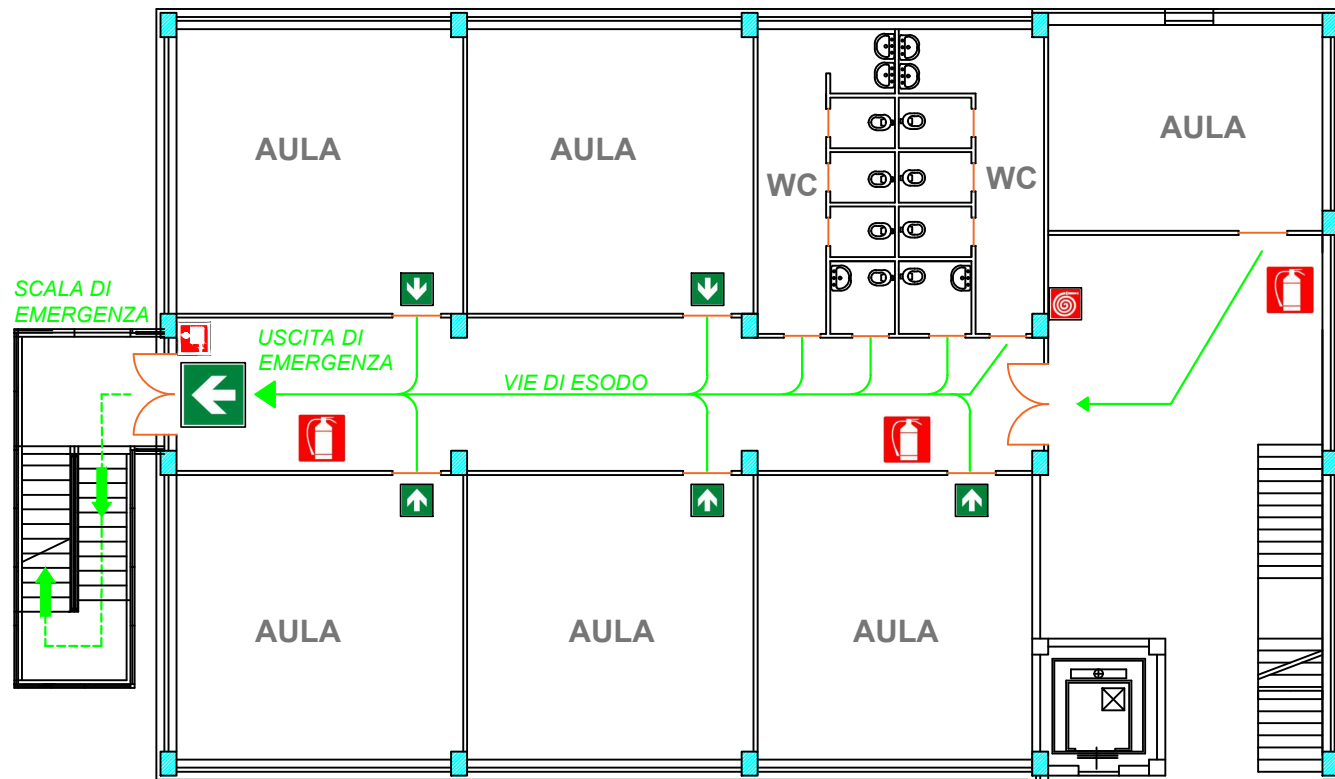 AULA
AULA
AULA
WC
WC
SCALA DI
EMERGENZA
USCITA DI
EMERGENZA
VIE DI ESODO
AULA
AULA
AULA